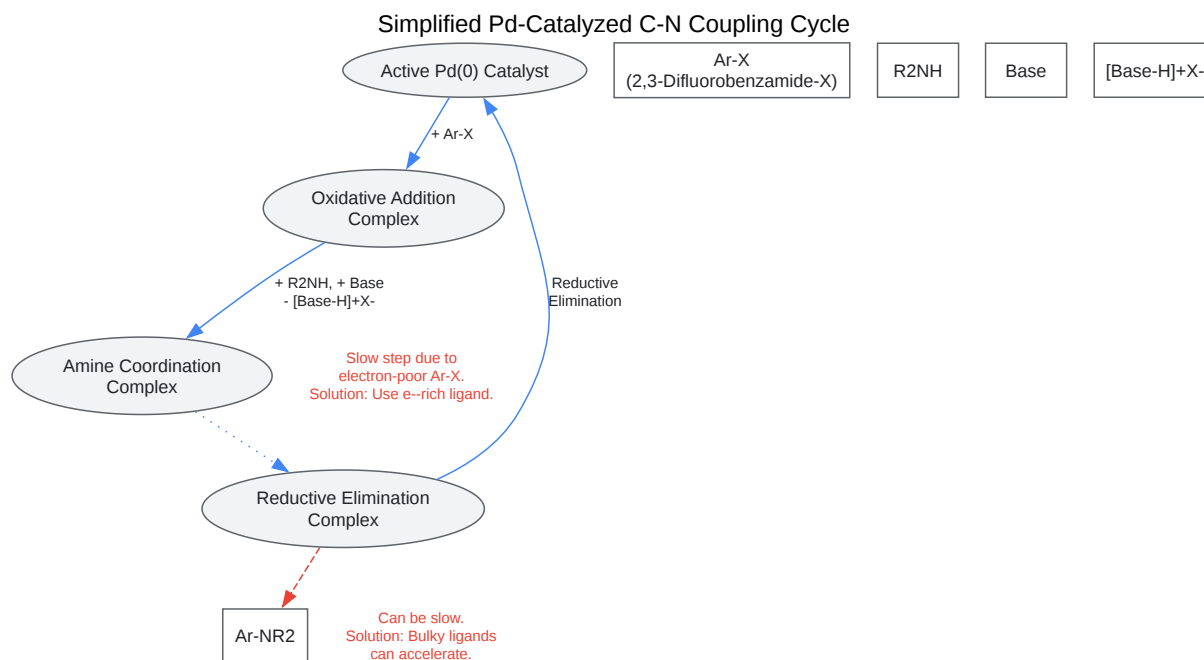 Simplified Pd-Catalyzed C-N Coupling Cycle
Active Pd(0) Catalyst
Ar-X
(2,3-Difluorobenzamide-X)
R2NH
Base
[Base-H]+X-
+ Ar-X
Oxidative Addition
Complex
+ R2NH, + Base
- [Base-H]+X-
Reductive
Elimination
Amine Coordination
Complex
Slow step due to
electron-poor Ar-X.
Solution: Use e--rich ligand.
Reductive Elimination
Complex
Ar-NR2
Can be slow.
Solution: Bulky ligands
can accelerate.